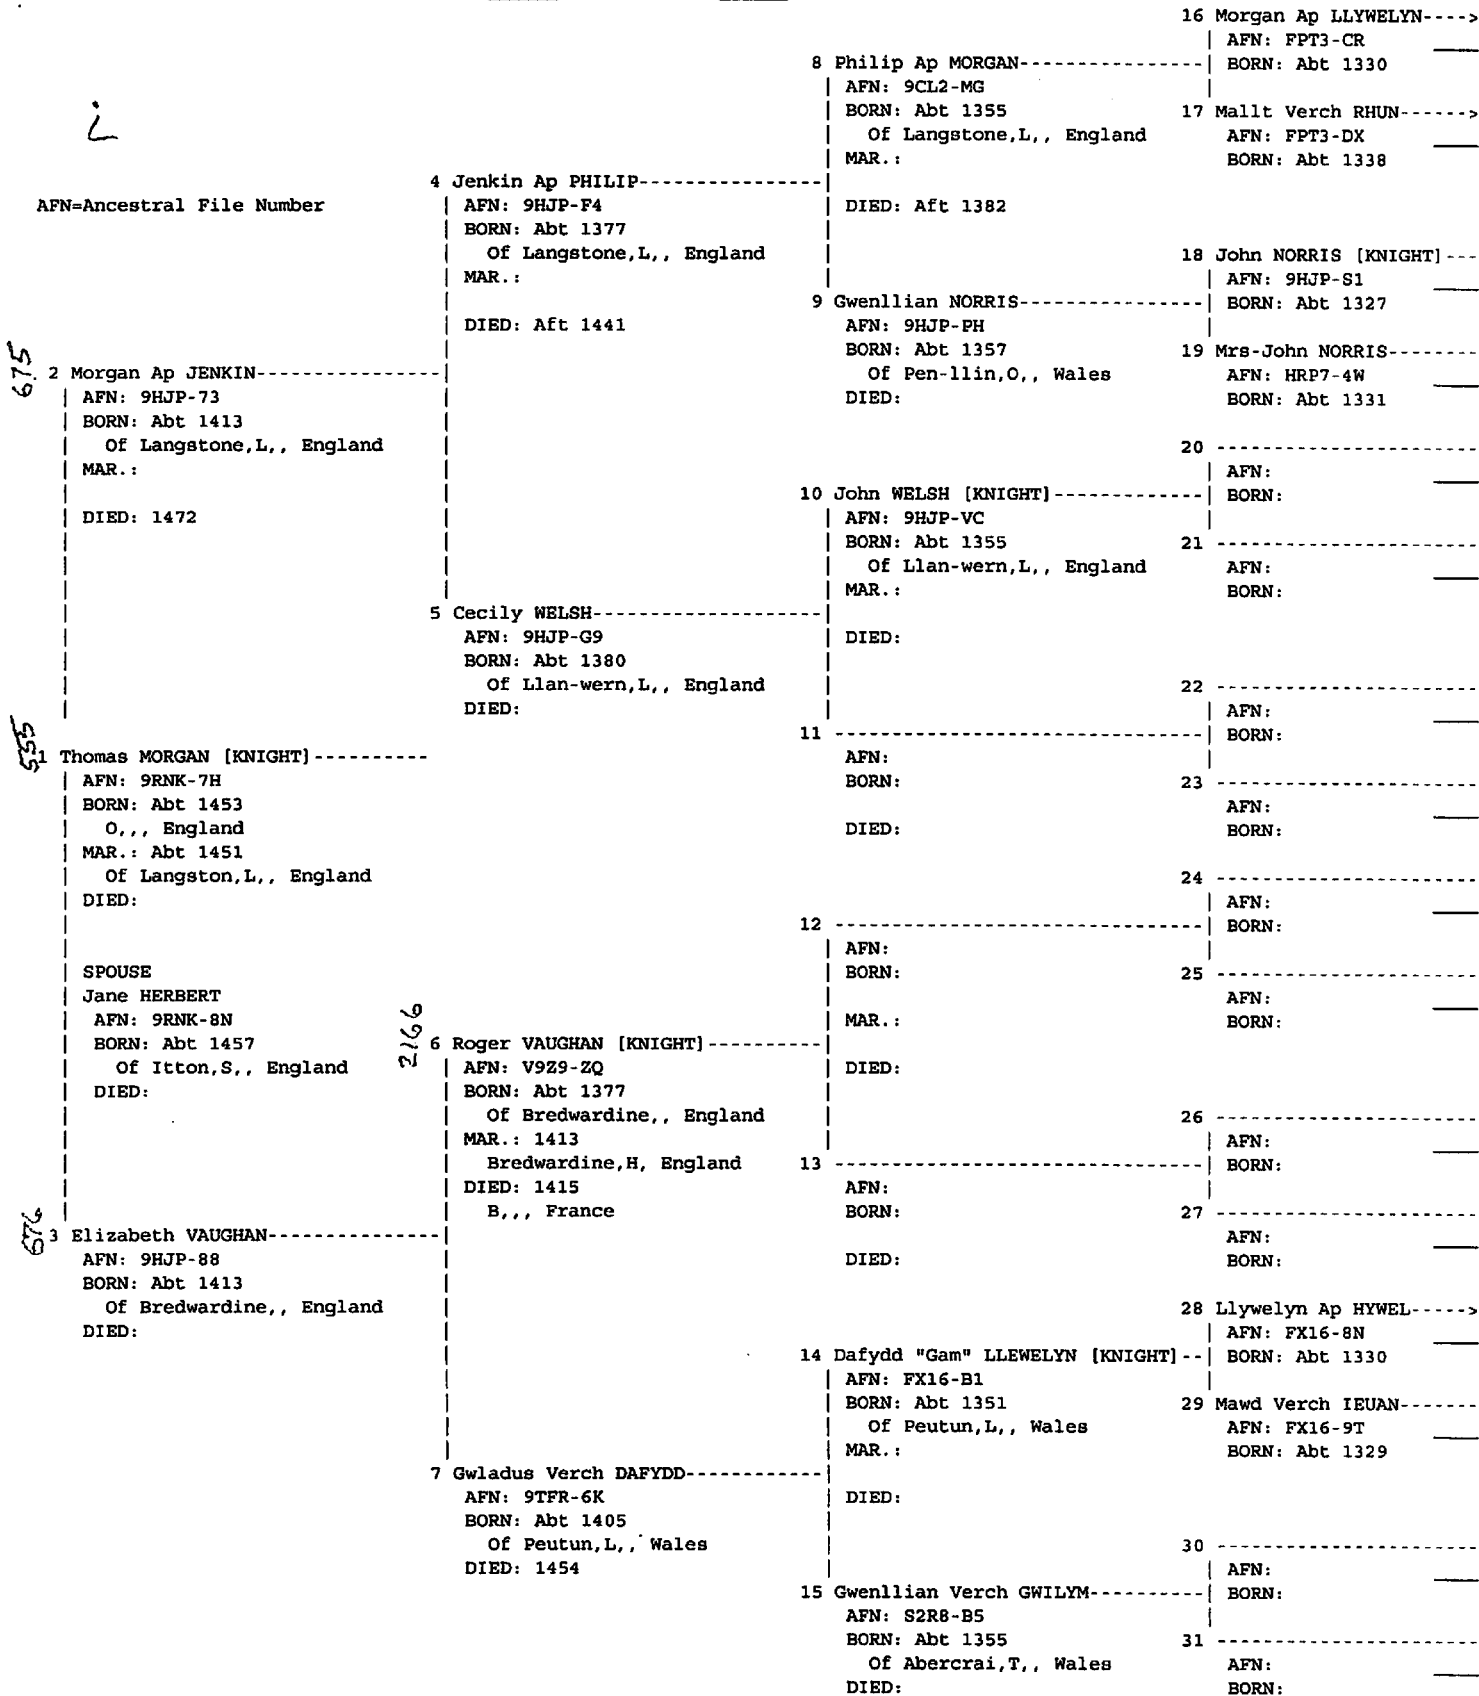 i
AFN=Ancestral File Number
555
1 Thomas MORGAN [KNIGHT]----------
AFN: 9RNK-7H
BORN: Abt 1453
O,,, England
MAR.: Abt 1451
Of Langston,L,, England
DIED:
SPOUSE
Jane HERBERT
AFN: 9RNK-8N
BORN: Abt 1457
Of Itton,S,, England
DIED:
675
2 Morgan Ap JENKIN---------------
AFN: 9HJP-73
BORN: Abt 1413
Of Langstone,L,, England
MAR.:
DIED: 1472
676
3 Elizabeth VAUGHAN--------------
AFN: 9HJP-88
BORN: Abt 1413
Of Bredwardine,, England
DIED:
4 Jenkin Ap PHILIP---------------
AFN: 9HJP-F4
BORN: Abt 1377
Of Langstone,L,, England
MAR.:
DIED: Aft 1441
5 Cecily WELSH-------------------
AFN: 9HJP-G9
BORN: Abt 1380
Of Llan-wern,L,, England
DIED:
2166
6 Roger VAUGHAN [KNIGHT]---------
AFN: V9Z9-ZQ
BORN: Abt 1377
Of Bredwardine,, England
MAR.: 1413
Bredwardine,H, England
DIED: 1415
B,,, France
7 Gwladus Verch DAFYDD-----------
AFN: 9TFR-6K
BORN: Abt 1405
Of Peutun,L,, Wales
DIED: 1454
8 Philip Ap MORGAN---------------
AFN: 9CL2-MG
BORN: Abt 1355
Of Langstone,L,, England
MAR.:
DIED: Aft 1382
9 Gwenllian NORRIS---------------
AFN: 9HJP-PH
BORN: Abt 1357
Of Pen-llin,O,, Wales
DIED:
10 John WELSH [KNIGHT]------------
AFN: 9HJP-VC
BORN: Abt 1355
Of Llan-wern,L,, England
MAR.:
DIED:
11 -------------------------------
AFN:
BORN:
DIED:
12 -------------------------------
AFN:
BORN:
MAR.:
DIED:
13 -------------------------------
AFN:
BORN:
DIED:
14 Dafydd "Gam" LLEWELYN [KNIGHT]--
AFN: FX16-B1
BORN: Abt 1351
Of Peutun,L,, Wales
MAR.:
DIED:
15 Gwenllian Verch GWILYM----------
AFN: S2R8-B5
BORN: Abt 1355
Of Abercrai,T,, Wales
DIED:
16 Morgan Ap LLYWELYN---->
AFN: FPT3-CR
BORN: Abt 1330
17 Mallt Verch RHUN------>
AFN: FPT3-DX
BORN: Abt 1338
18 John NORRIS [KNIGHT]---
AFN: 9HJP-S1
BORN: Abt 1327
19 Mrs-John NORRIS--------
AFN: HRP7-4W
BORN: Abt 1331
20 ----------------------
AFN:
BORN:
21 ----------------------
AFN:
BORN:
22 ----------------------
AFN:
BORN:
23 ----------------------
AFN:
BORN:
24 ----------------------
AFN:
BORN:
25 ----------------------
AFN:
BORN:
26 ----------------------
AFN:
BORN:
27 ----------------------
AFN:
BORN:
28 Llywelyn Ap HYWEL----->
AFN: FX16-8N
BORN: Abt 1330
29 Mawd Verch IEUAN-------
AFN: FX16-9T
BORN: Abt 1329
30 ----------------------
AFN:
BORN:
31 ----------------------
AFN:
BORN: